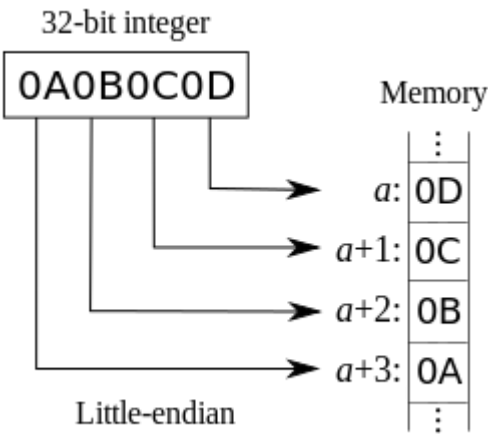 32-bit integer
0A0B0C0D
Memory
⋮
a: 0D
a+1: 0C
a+2: 0B
a+3: 0A
⋮
Little-endian